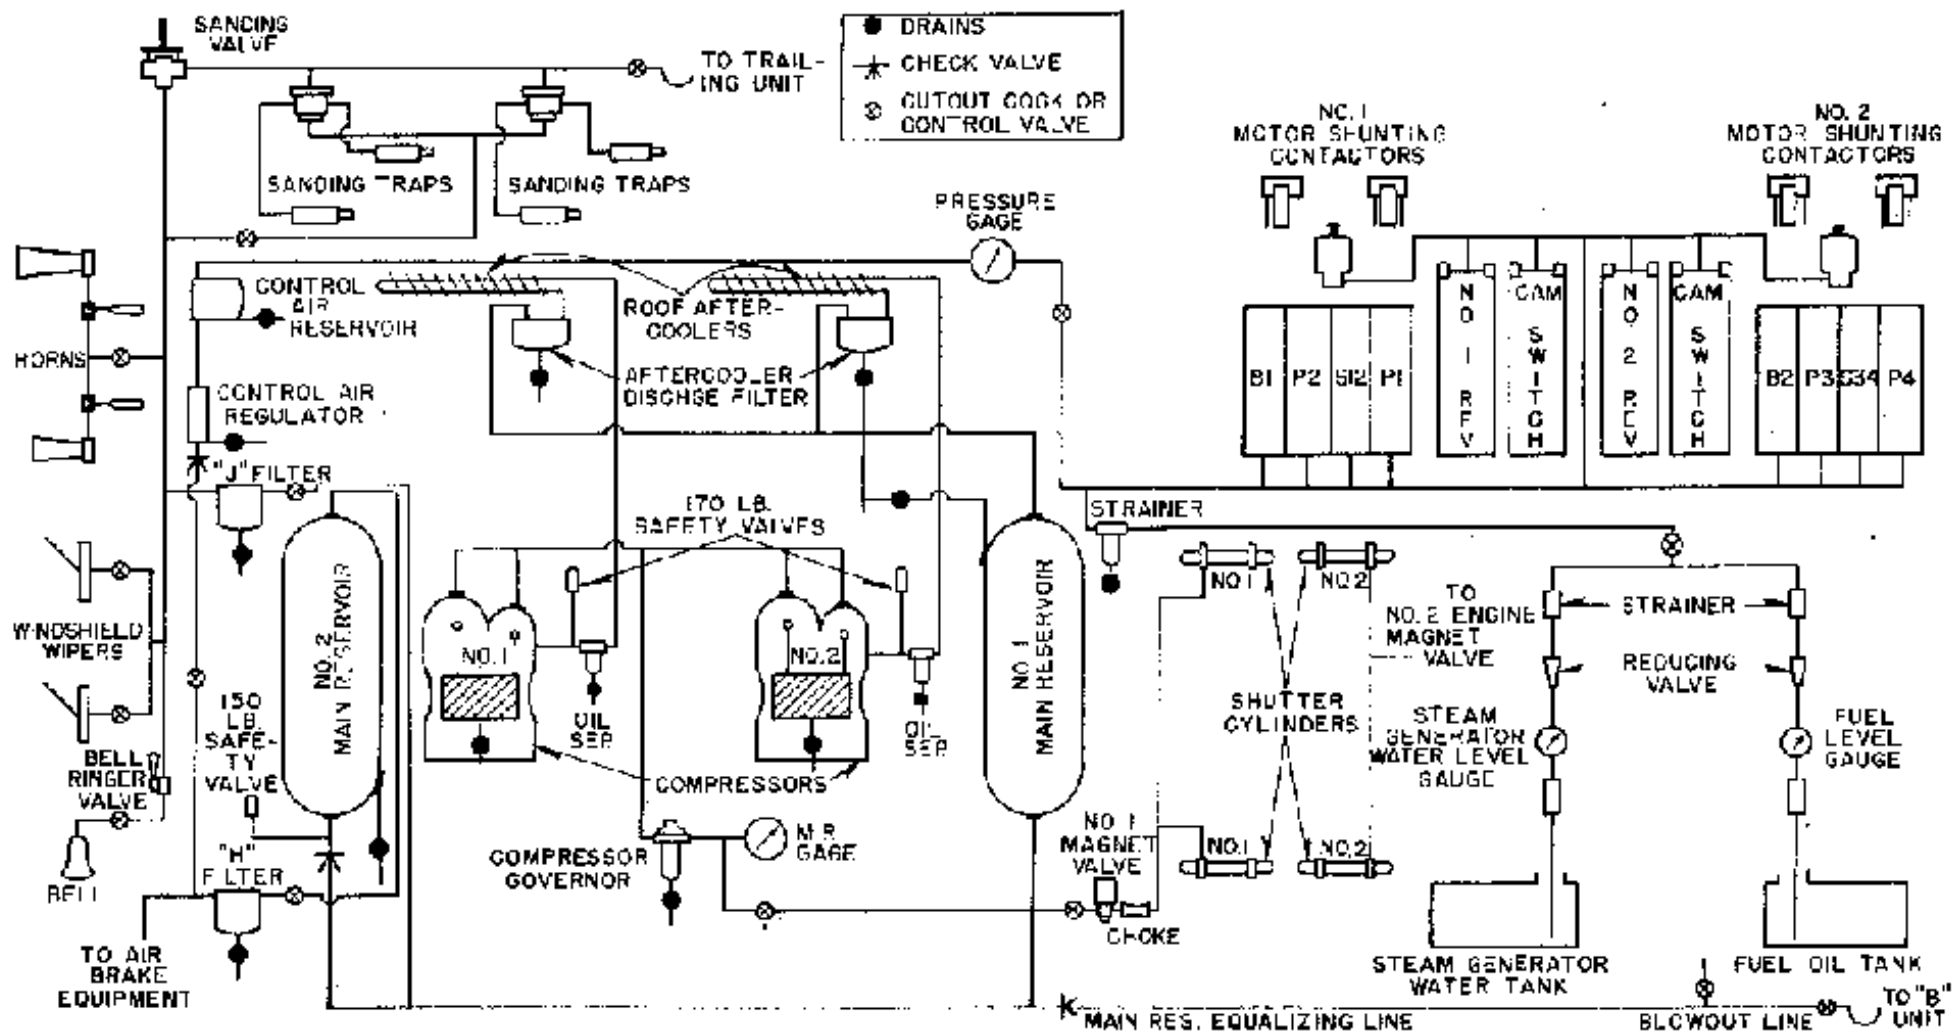 SANDING
VALVE
TO TRAIL-
ING UNIT
DRAINS
CHECK VALVE
CUTOUT COCK OR
CONTROL VALVE
NO. 1
MOTOR SHUNTING
CONTACTORS
NO. 2
MOTOR SHUNTING
CONTACTORS
SANDING TRAPS
SANDING TRAPS
PRESSURE
GAGE
CONTROL
AIR
RESERVOIR
ROOF AFTER-
COOLERS
HORNS
AFTERCOOLER
DISCHGE FILTER
CONTROL AIR
REGULATOR
B1
P2
S12
P1
NO 1 REV
CAM SWITCH
NO 2 REV
CAM SWITCH
B2
P3
S34
P4
"J" FILTER
170 LB.
SAFETY VALVES
STRAINER
NO. 2
MAIN RESERVOIR
NO. 1
NO. 2
NO. 1
MAIN RESERVOIR
NO. 1
NO. 2
TO
NO. 2 ENGINE
MAGNET
VALVE
STRAINER
WINDSHIELD
WIPERS
REDUCING
VALVE
150
LB.
SAFE-
TY
VALVE
OIL
SEP.
OIL
SEP.
SHUTTER
CYLINDERS
STEAM
GENERATOR
WATER LEVEL
GAUGE
FUEL
LEVEL
GAUGE
BELL
RINGER
VALVE
COMPRESSORS
BELL
"H"
FILTER
COMPRESSOR
GOVERNOR
M.R.
GAGE
NO. 1
MAGNET
VALVE
NO. 1
NO. 2
CHOKE
TO AIR
BRAKE
EQUIPMENT
STEAM GENERATOR
WATER TANK
FUEL OIL TANK
MAIN RES. EQUALIZING LINE
BLOWOUT LINE
TO "B"
UNIT